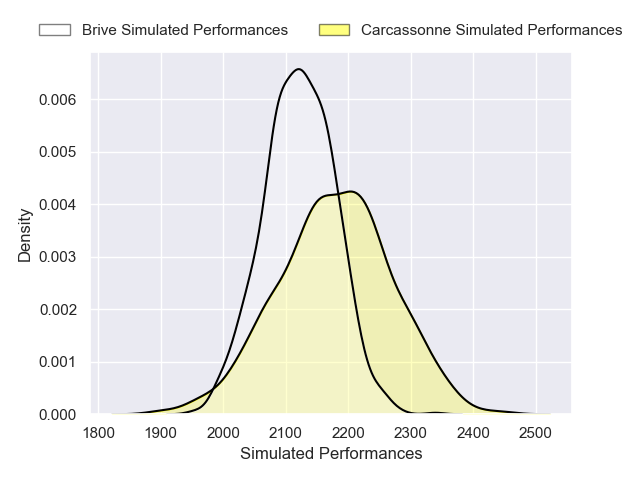 Brive Simulated Performances
Carcassonne Simulated Performances
0.006
0.005
0.004
0.003
0.002
0.001
0.000
Density
1800 1900 2000 2100 2200 2300 2400 2500
Simulated Performances